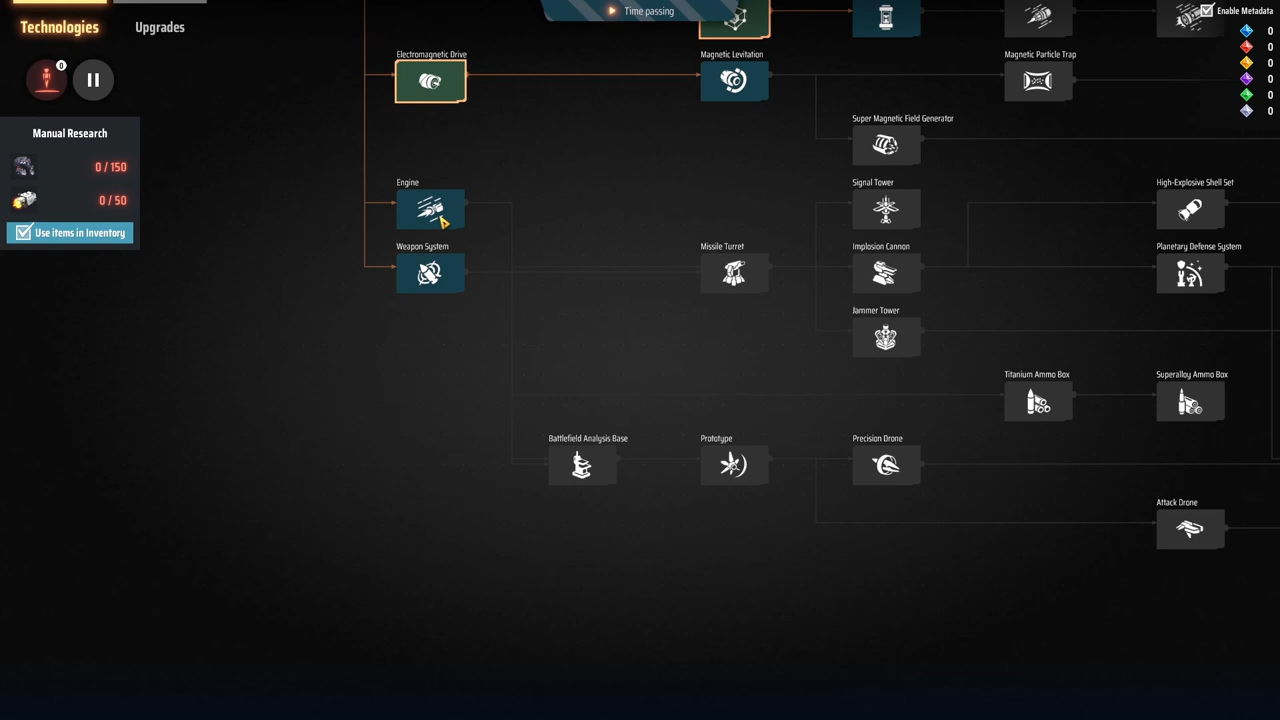 Time passing
Enable Metadata
Technologies
Upgrades
0
0
0
0
0
0
0
Electromagnetic Drive
Magnetic Levitation
Magnetic Particle Trap
Manual Research
0 / 150
0 / 50
Use items in Inventory
Super Magnetic Field Generator
Engine
Signal Tower
High-Explosive Shell Set
Weapon System
Missile Turret
Implosion Cannon
Planetary Defense System
Jammer Tower
Titanium Ammo Box
Superalloy Ammo Box
Battlefield Analysis Base
Prototype
Precision Drone
Attack Drone